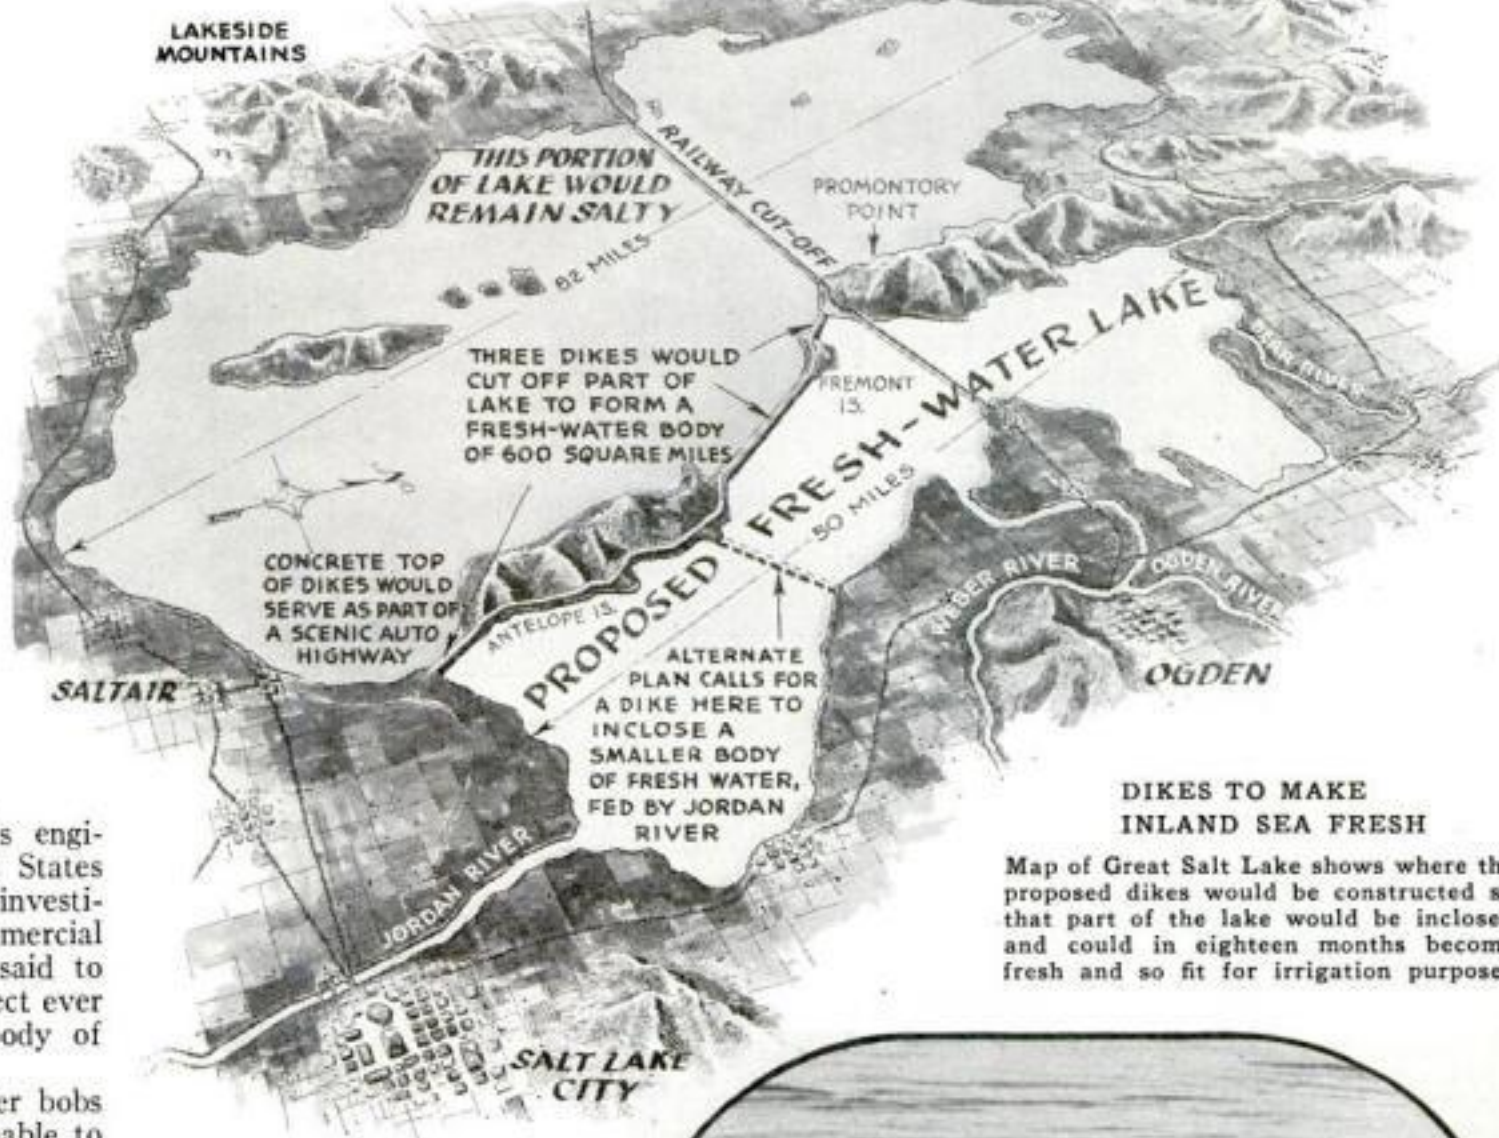 LAKESIDE
MOUNTAINS
THIS PORTION
OF LAKE WOULD
REMAIN SALTY
RAILWAY CUT-OFF
PROMONTORY
POINT
82 MILES
THREE DIKES WOULD
CUT OFF PART OF
LAKE TO FORM A
FRESH-WATER BODY
OF 600 SQUARE MILES
FREMONT
IS.
PROPOSED FRESH-WATER LAKE
50 MILES
BEAR RIVER
CONCRETE TOP
OF DIKES WOULD
SERVE AS PART OF
A SCENIC AUTO
HIGHWAY
ANTELOPE IS.
WEBER RIVER
OGDEN RIVER
OGDEN
SALTAIR
ALTERNATE
PLAN CALLS FOR
A DIKE HERE TO
INCLOSE A
SMALLER BODY
OF FRESH WATER,
FED BY JORDAN
RIVER
JORDAN RIVER
SALT LAKE
CITY
DIKES TO MAKE
INLAND SEA FRESH
Map of Great Salt Lake shows where th
proposed dikes would be constructed s
that part of the lake would be inclose
and could in eighteen months becom
fresh and so fit for irrigation purpose
s engi-
States
investi-
mercial
said to
ect ever
ody of
er bobs
able to